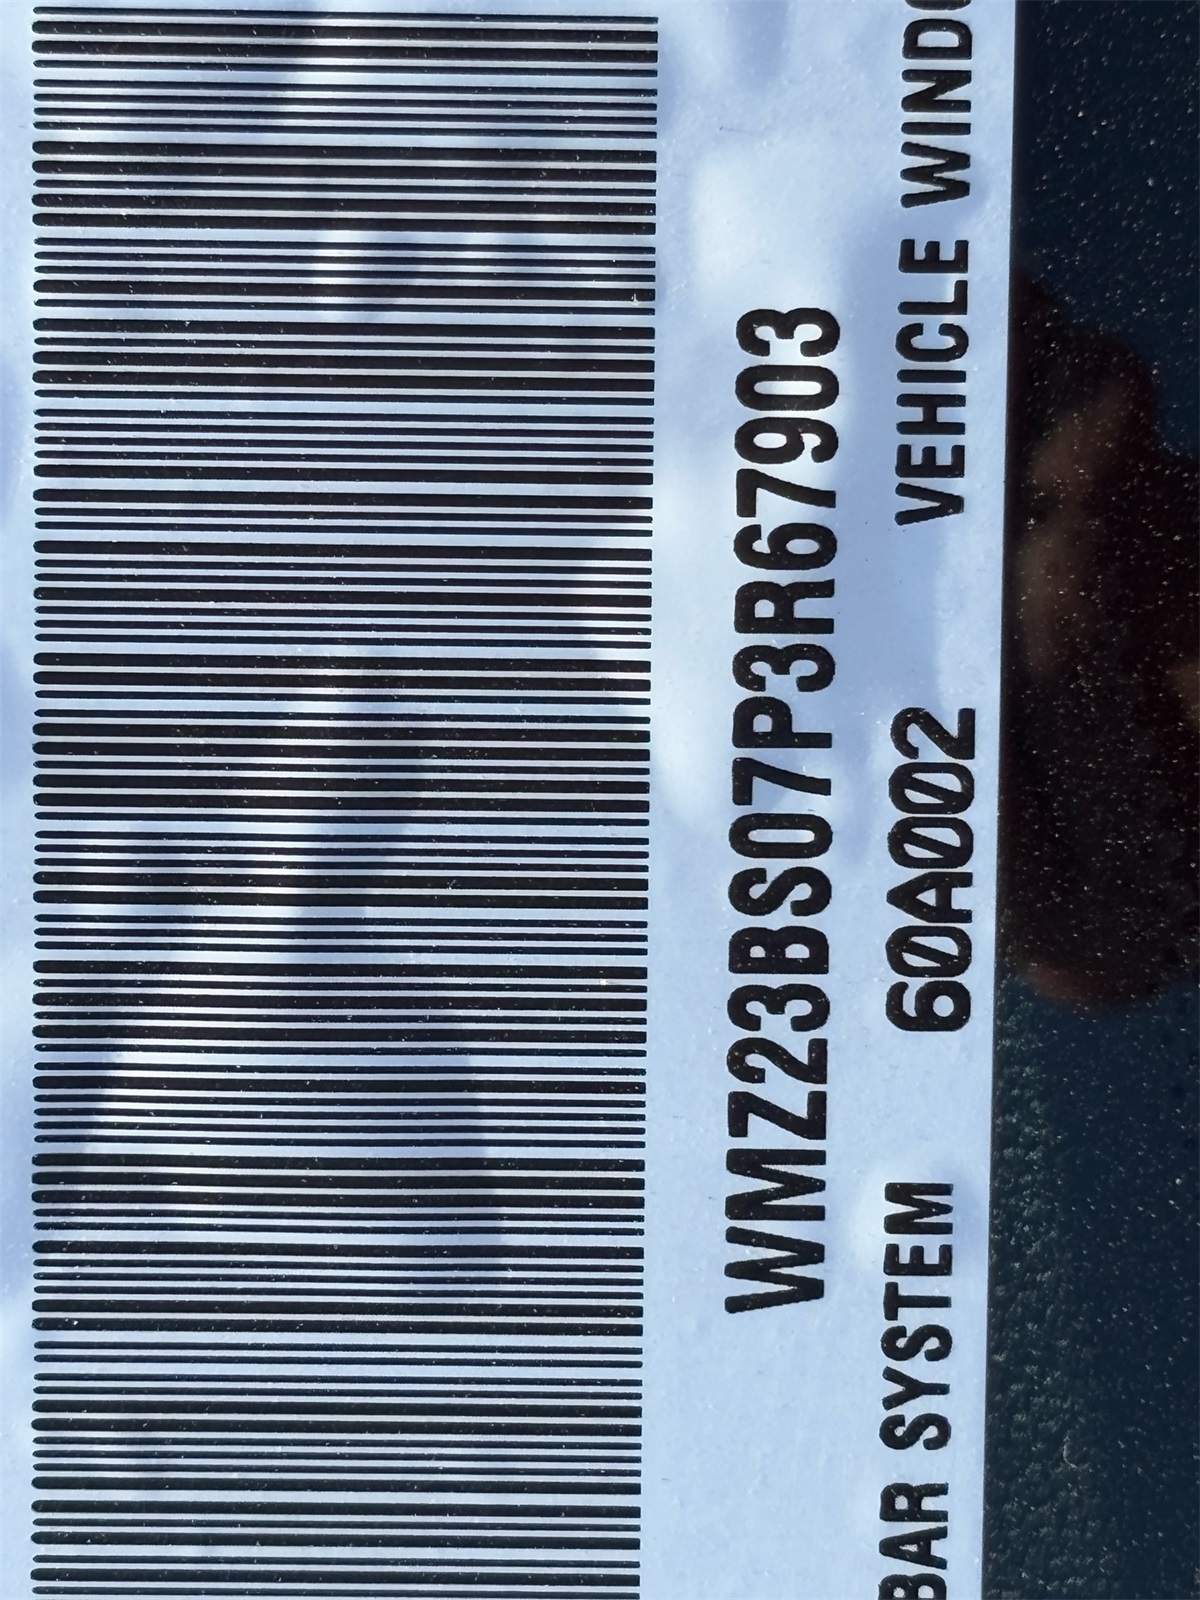 WMZ23BS07P3R67903
BAR SYSTEM 60A002 VEHICLE